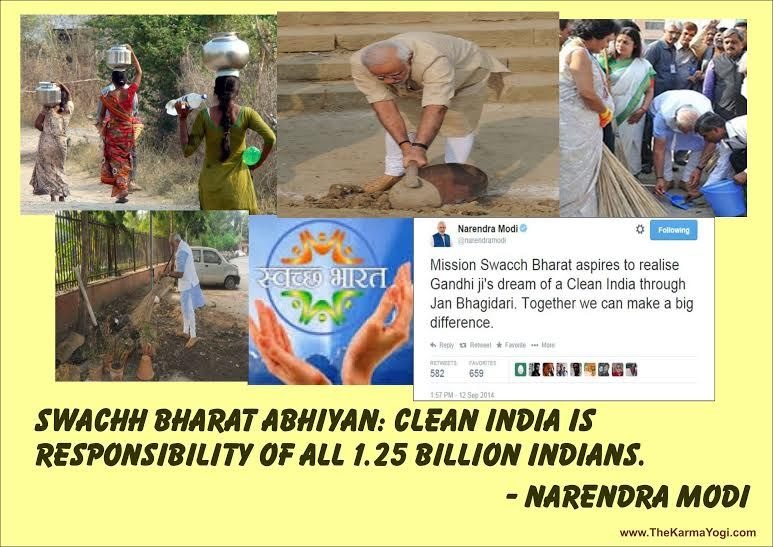 स्वच्छ भारत
Narendra Modi
@narendramodi
Following
Mission Swacch Bharat aspires to realise
Gandhi ji's dream of a Clean India through
Jan Bhagidari. Together we can make a big
difference.
Reply Retweet Favorite More
RETWEETS FAVORITES
582 659
1:57 PM - 12 Sep 2014
SWACHH BHARAT ABHIYAN: CLEAN INDIA IS
RESPONSIBILITY OF ALL 1.25 BILLION INDIANS.
- NARENDRA MODI
www.TheKarmaYogi.com